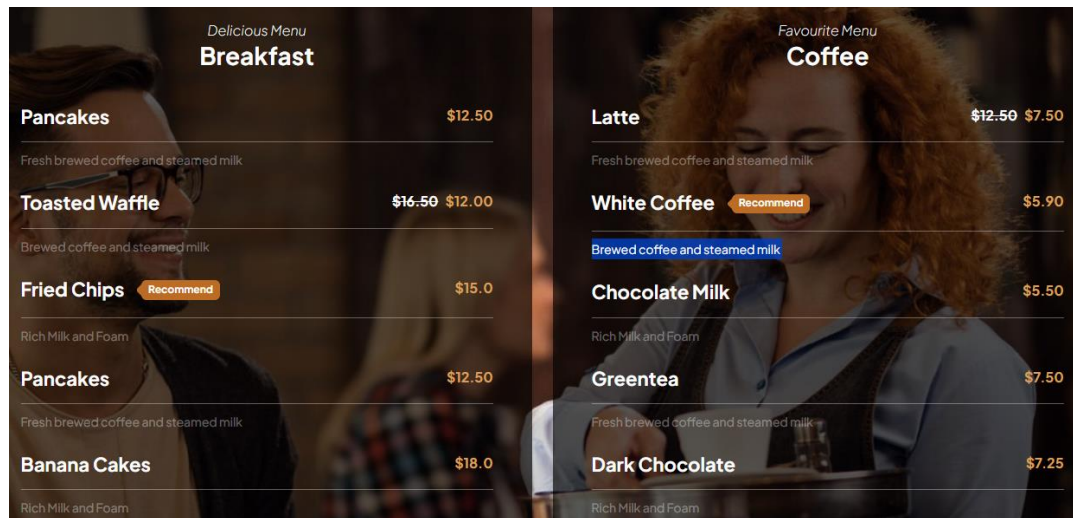 Delicious Menu
Breakfast
Pancakes $12.50
Fresh brewed coffee and steamed milk
Toasted Waffle $16.50 $12.00
Brewed coffee and steamed milk
Fried Chips Recommend $15.0
Rich Milk and Foam
Pancakes $12.50
Fresh brewed coffee and steamed milk
Banana Cakes $18.0
Rich Milk and Foam
Favourite Menu
Coffee
Latte $12.50 $7.50
Fresh brewed coffee and steamed milk
White Coffee Recommend $5.90
Brewed coffee and steamed milk
Chocolate Milk $5.50
Rich Milk and Foam
Greentea $7.50
Fresh brewed coffee and steamed milk
Dark Chocolate $7.25
Rich Milk and Foam